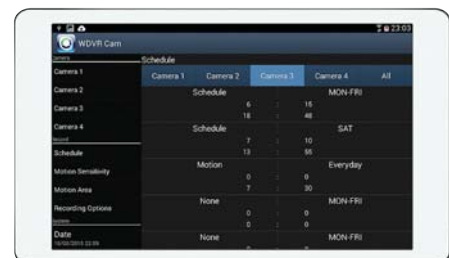 23:03
WDVR Cam
Camera
Schedule
Camera 1
Camera 2
Camera 3
Camera 4
All
Camera 1
Camera 2
Camera 3
Camera 4
Record
Schedule
Motion Sensitivity
Motion Area
Recording Options
System
Date
Schedule MON-FRI
6 : 15
18 : 48
Schedule SAT
7 : 10
13 : 55
Motion Everyday
0 : 0
7 : 30
None MON-FRI
0 : 0
0 : 0
None MON-FRI